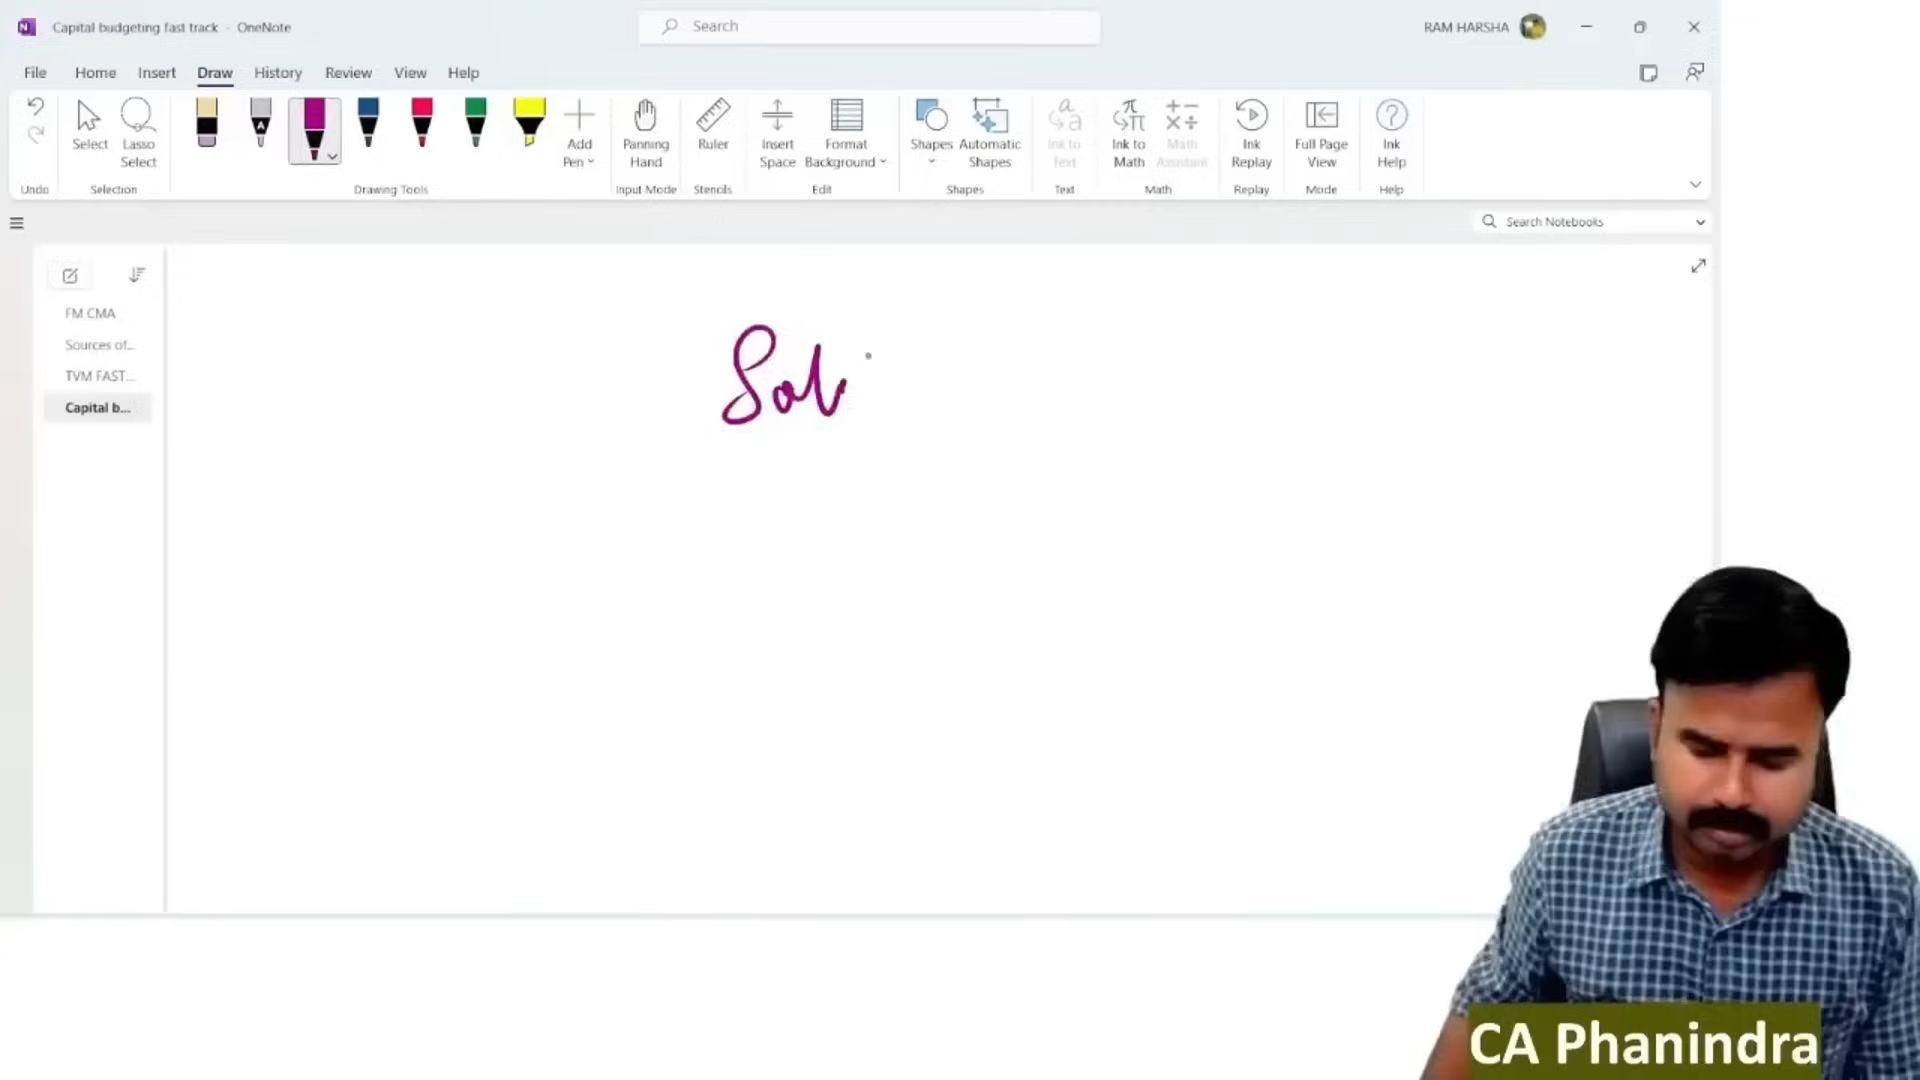 Capital budgeting fast track - OneNote
Search
RAM HARSHA
File Home Insert Draw History Review View Help
Undo
Select
Lasso Select
Selection
Drawing Tools
Add Pen
Panning Hand
Input Mode
Ruler
Stencils
Insert Space
Format Background
Edit
Shapes
Automatic Shapes
Shapes
Ink to Text
Text
Ink to Math
Math Assistant
Math
Ink Replay
Replay
Full Page View
Mode
Ink Help
Help
Search Notebooks
FM CMA
Sources of...
TVM FAST...
Capital b...
Sol
CA Phanindra